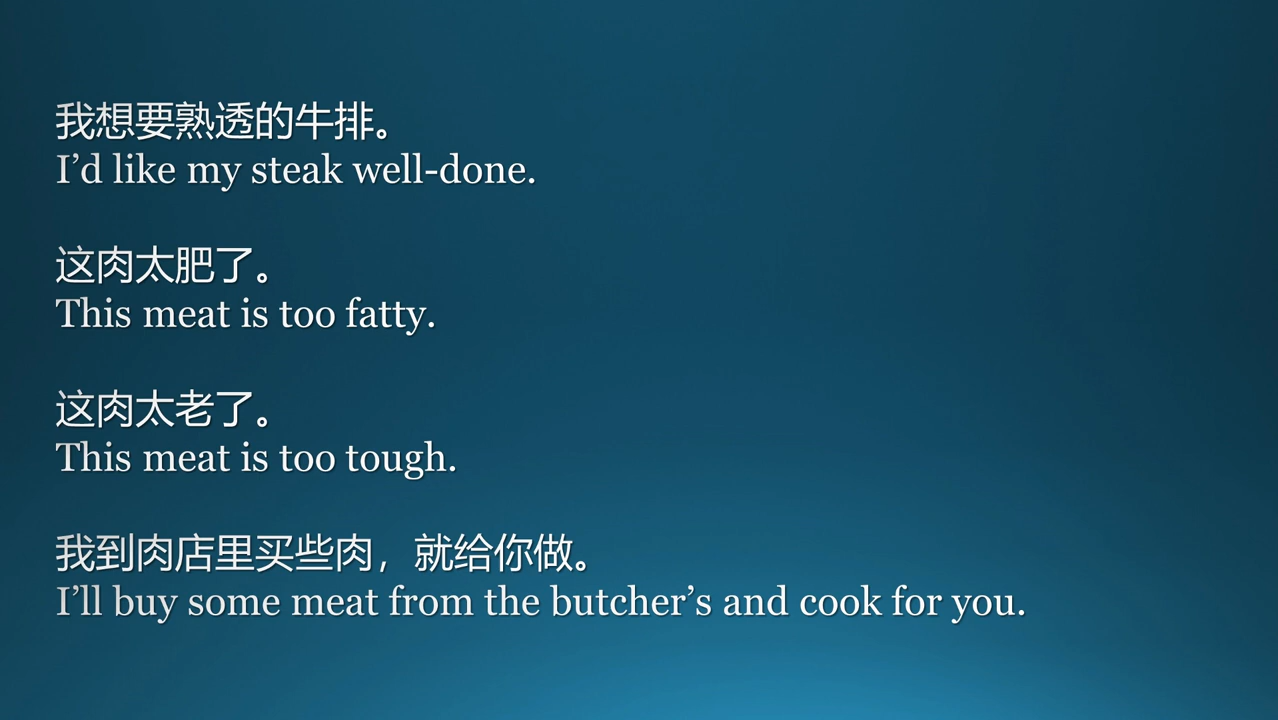 我想要熟透的牛排。
I’d like my steak well-done.
这肉太肥了。
This meat is too fatty.
这肉太老了。
This meat is too tough.
我到肉店里买些肉，就给你做。
I’ll buy some meat from the butcher’s and cook for you.